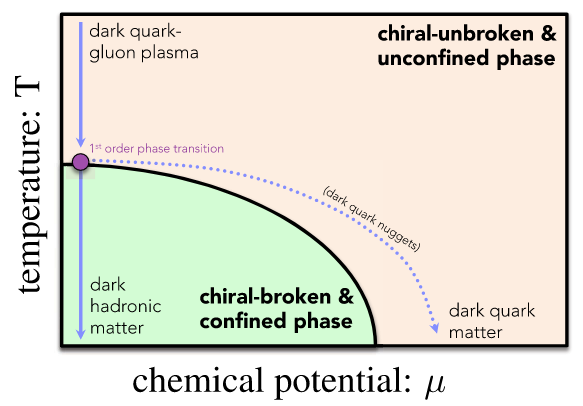 dark quark-
gluon plasma
chiral-unbroken &
unconfined phase
temperature: T
1st order phase transition
(dark quark nuggets)
dark
hadronic
matter
chiral-broken &
confined phase
dark quark
matter
chemical potential: μ